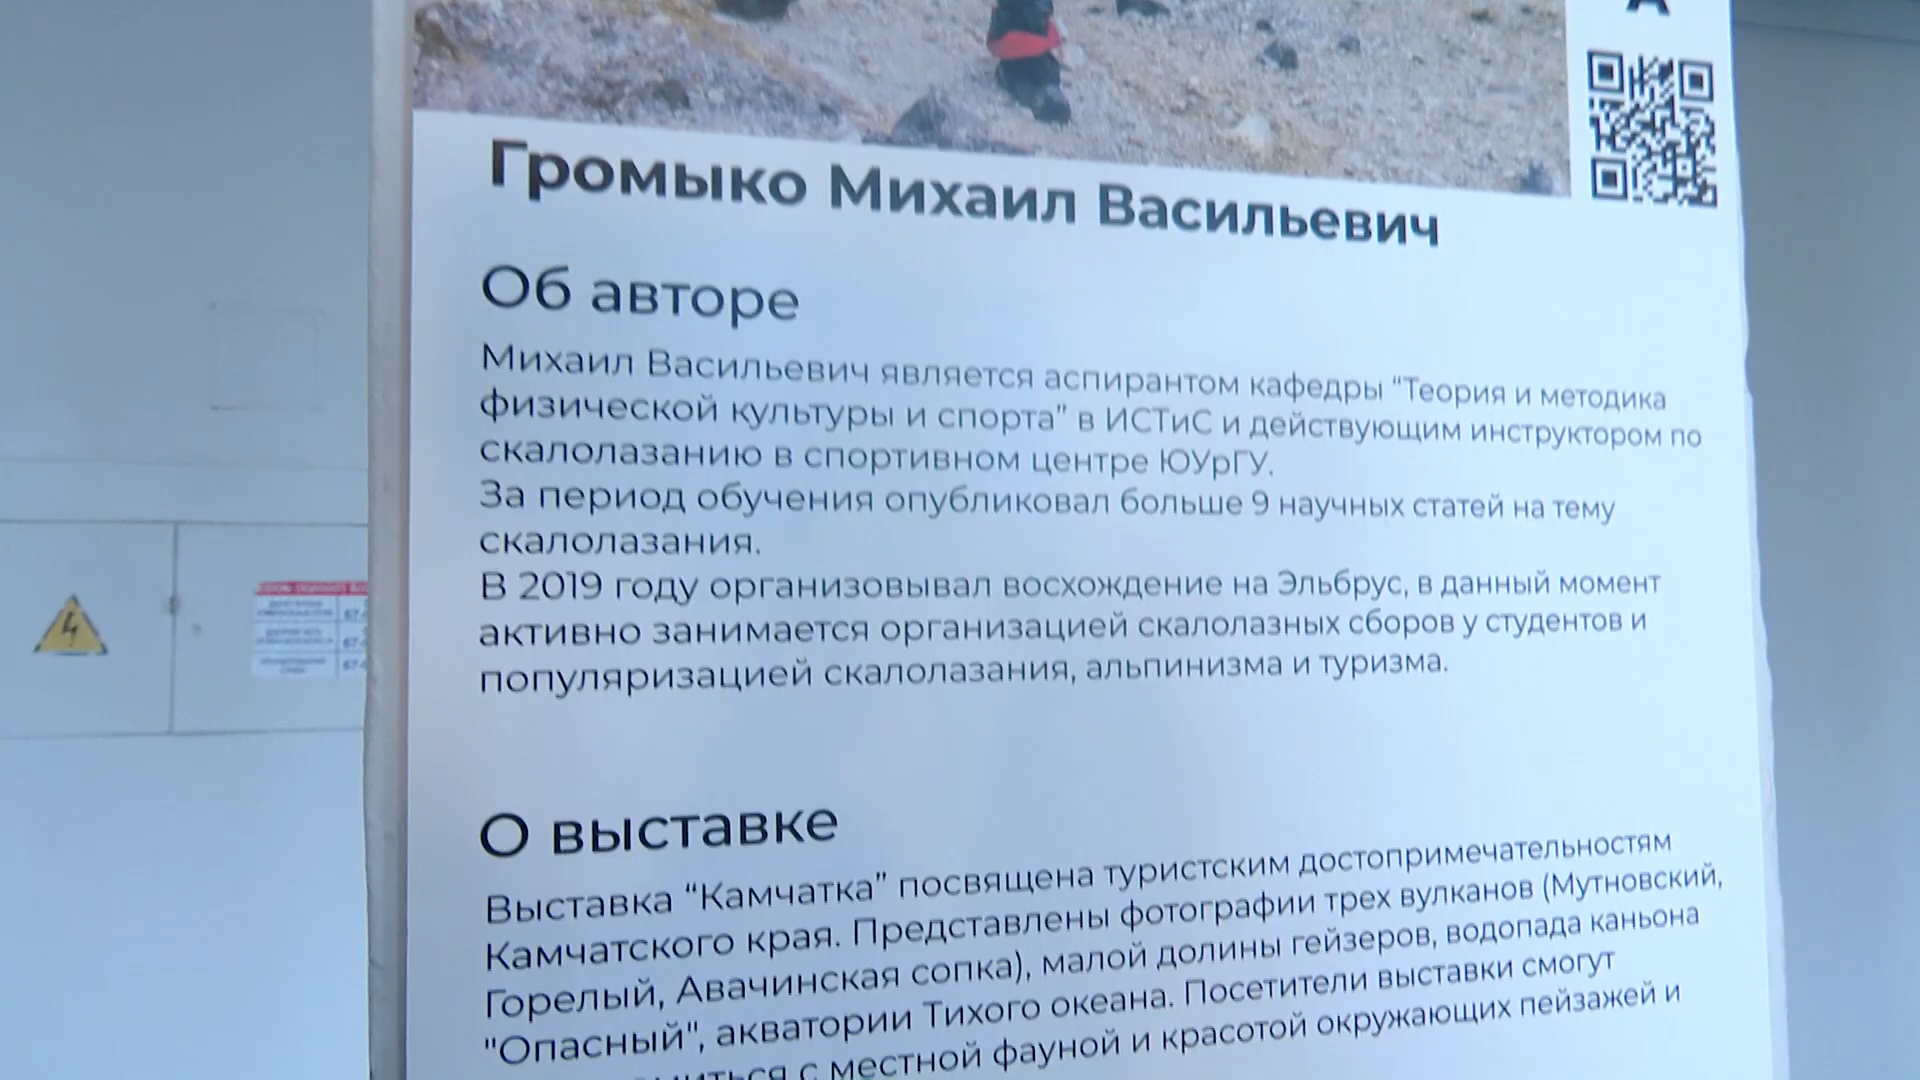 Громыко Михаил Васильевич
Об авторе
Михаил Васильевич является аспирантом кафедры “Теория и методика
физической культуры и спорта” в ИСТиС и действующим инструктором по
скалолазанию в спортивном центре ЮУрГУ.
За период обучения опубликовал больше 9 научных статей на тему
скалолазания.
В 2019 году организовывал восхождение на Эльбрус, в данный момент
активно занимается организацией скалолазных сборов у студентов и
популяризацией скалолазания, альпинизма и туризма.
О выставке
Выставка “Камчатка” посвящена туристским достопримечательностям
Камчатского края. Представлены фотографии трех вулканов (Мутновский,
Горелый, Авачинская сопка), малой долины гейзеров, водопада каньона
"Опасный", акватории Тихого океана. Посетители выставки смогут
с местной фауной и красотой окружающих пейзажей и